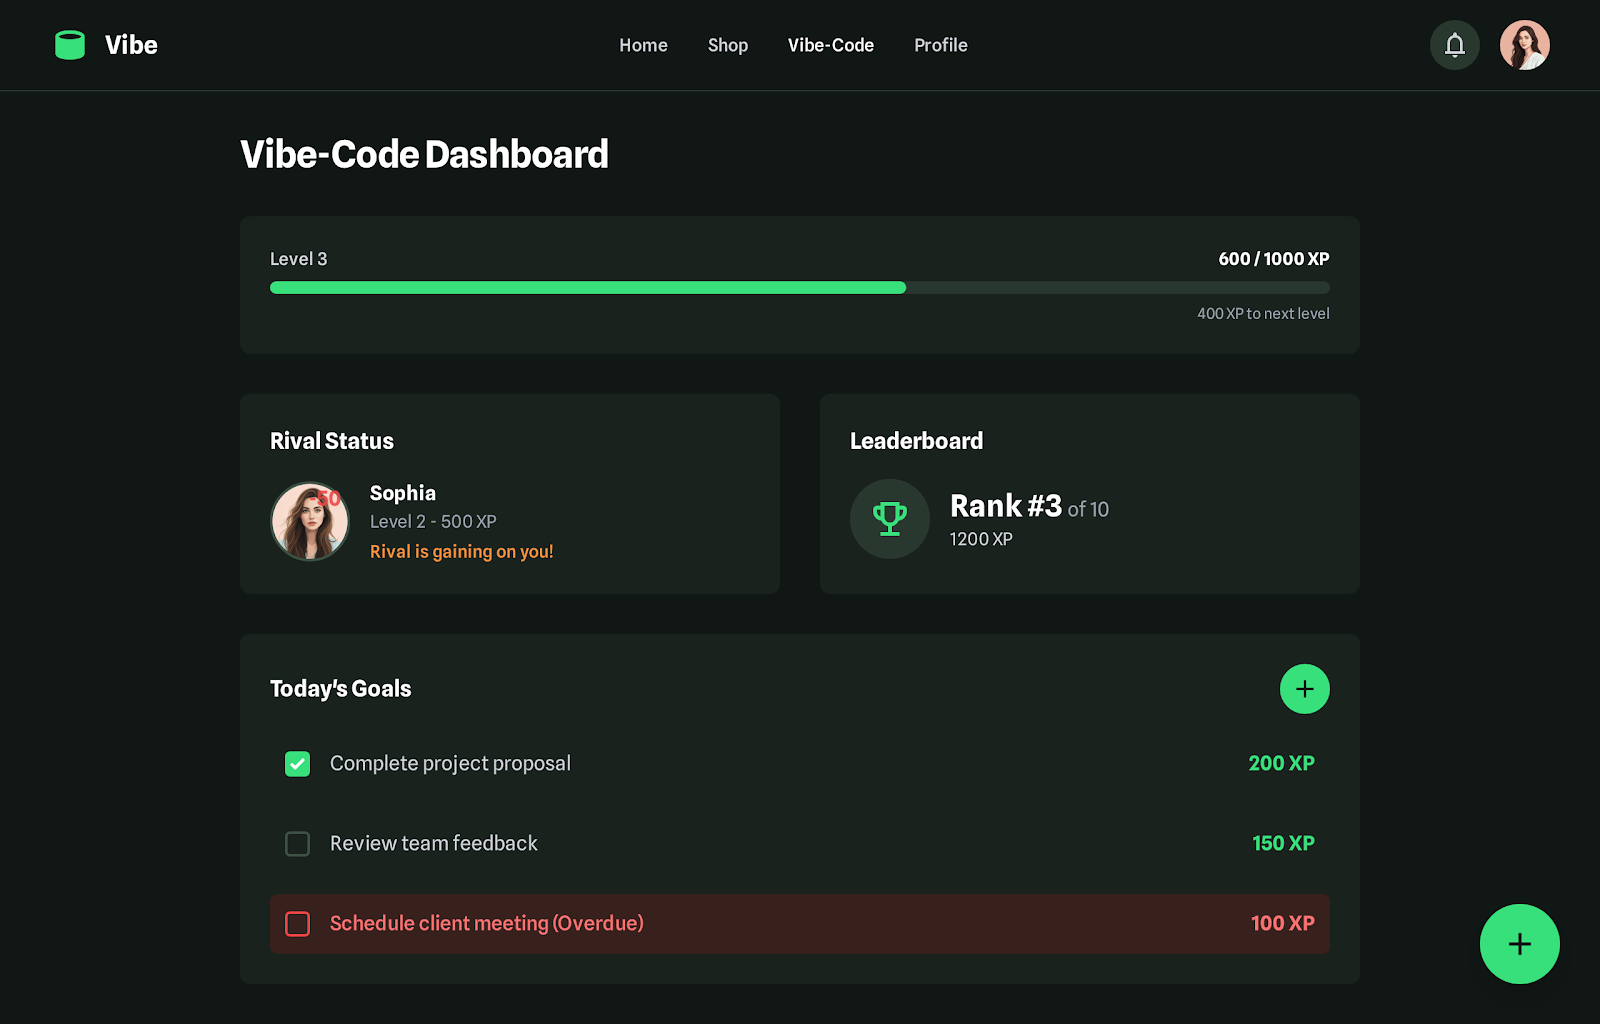 Vibe
Home
Shop
Vibe-Code
Profile
Vibe-Code Dashboard
Level 3
600 / 1000 XP
400 XP to next level
Rival Status
-50
Sophia
Level 2 - 500 XP
Rival is gaining on you!
Leaderboard
Rank #3 of 10
1200 XP
Today's Goals
Complete project proposal
200 XP
Review team feedback
150 XP
Schedule client meeting (Overdue)
100 XP